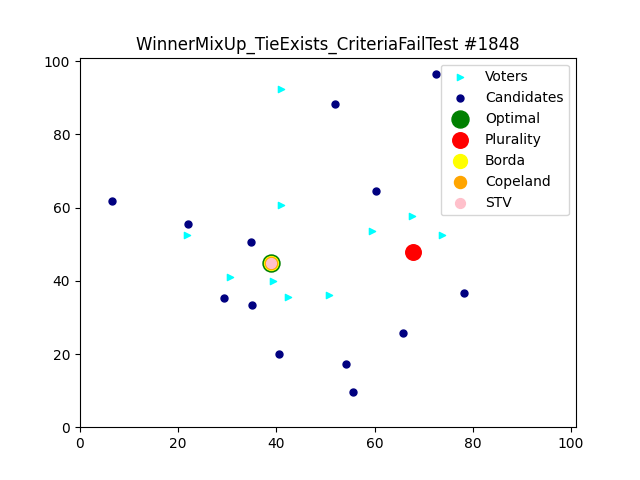 WinnerMixUp_TieExists_CriteriaFailTest #1848
Voters
Candidates
Optimal
Plurality
Borda
Copeland
STV
100
80
60
40
20
0
0 20 40 60 80 100